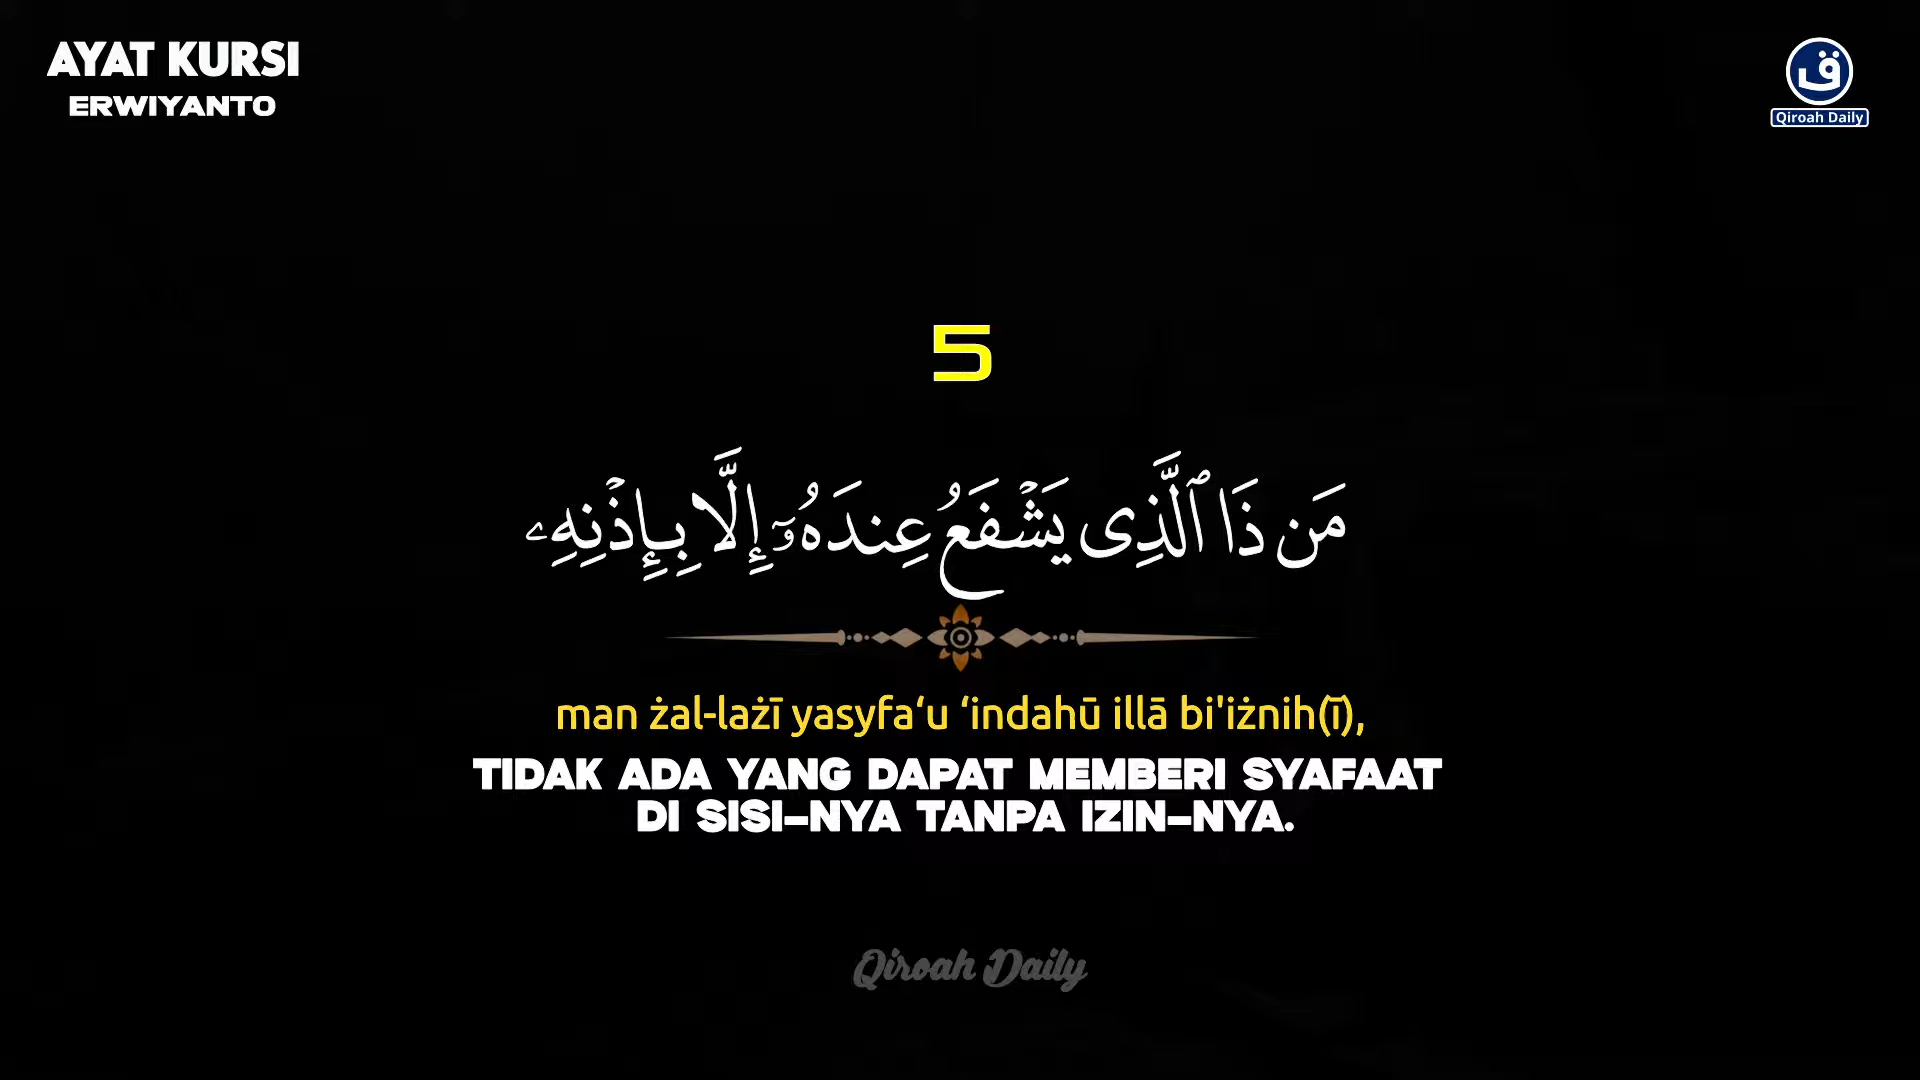 AYAT KURSI
ERWIYANTO
ق
Qiroah Daily
5
مَن ذَا ٱلَّذِى يَشْفَعُ عِندَهُۥٓ إِلَّا بِإِذْنِهِۦ
man żal-lażī yasyfa‘u ‘indahū illā bi'iżnih(ī),
TIDAK ADA YANG DAPAT MEMBERI SYAFAAT
DI SISI-NYA TANPA IZIN-NYA.
Qiroah Daily